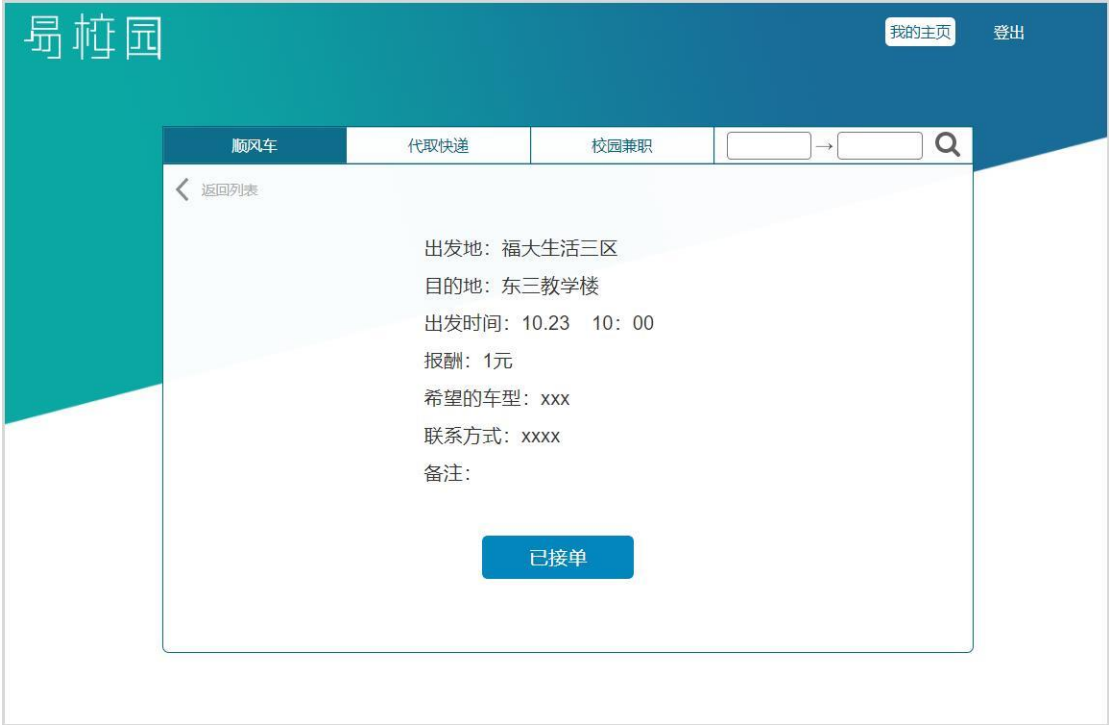 易校园
我的主页 登出
顺风车 代取快递 校园兼职 →
返回列表
出发地：福大生活三区
目的地：东三教学楼
出发时间：10.23 10：00
报酬：1元
希望的车型：xxx
联系方式：xxxx
备注：
已接单